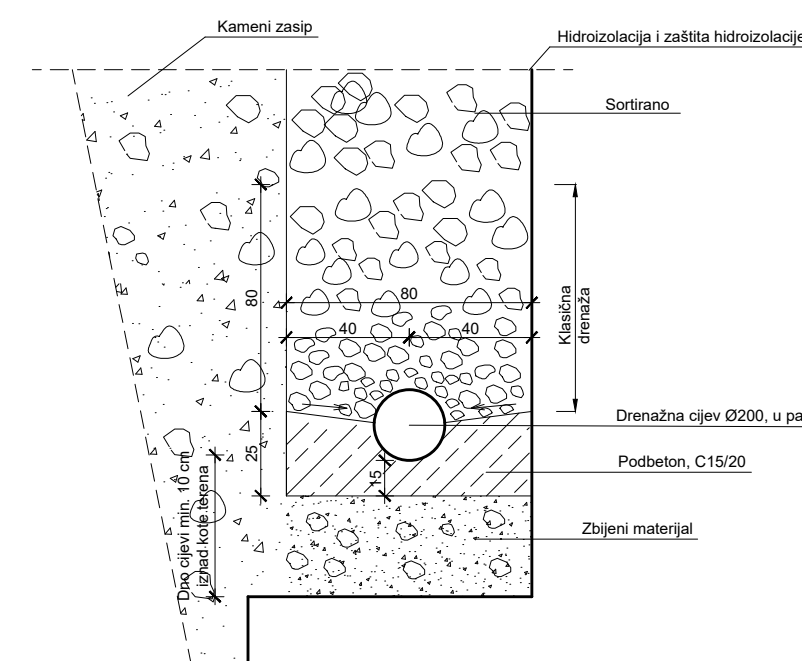 Kameni zasip
Hidroizolacija i zaštita hidroizolacije
Sortirano
80
80
40
40
Klasična
drenaža
Drenažna cijev Ø200, u pa
25
15
Podbeton, C15/20
Dno cijevi min. 10 cm
iznad kote terena
Zbijeni materijal